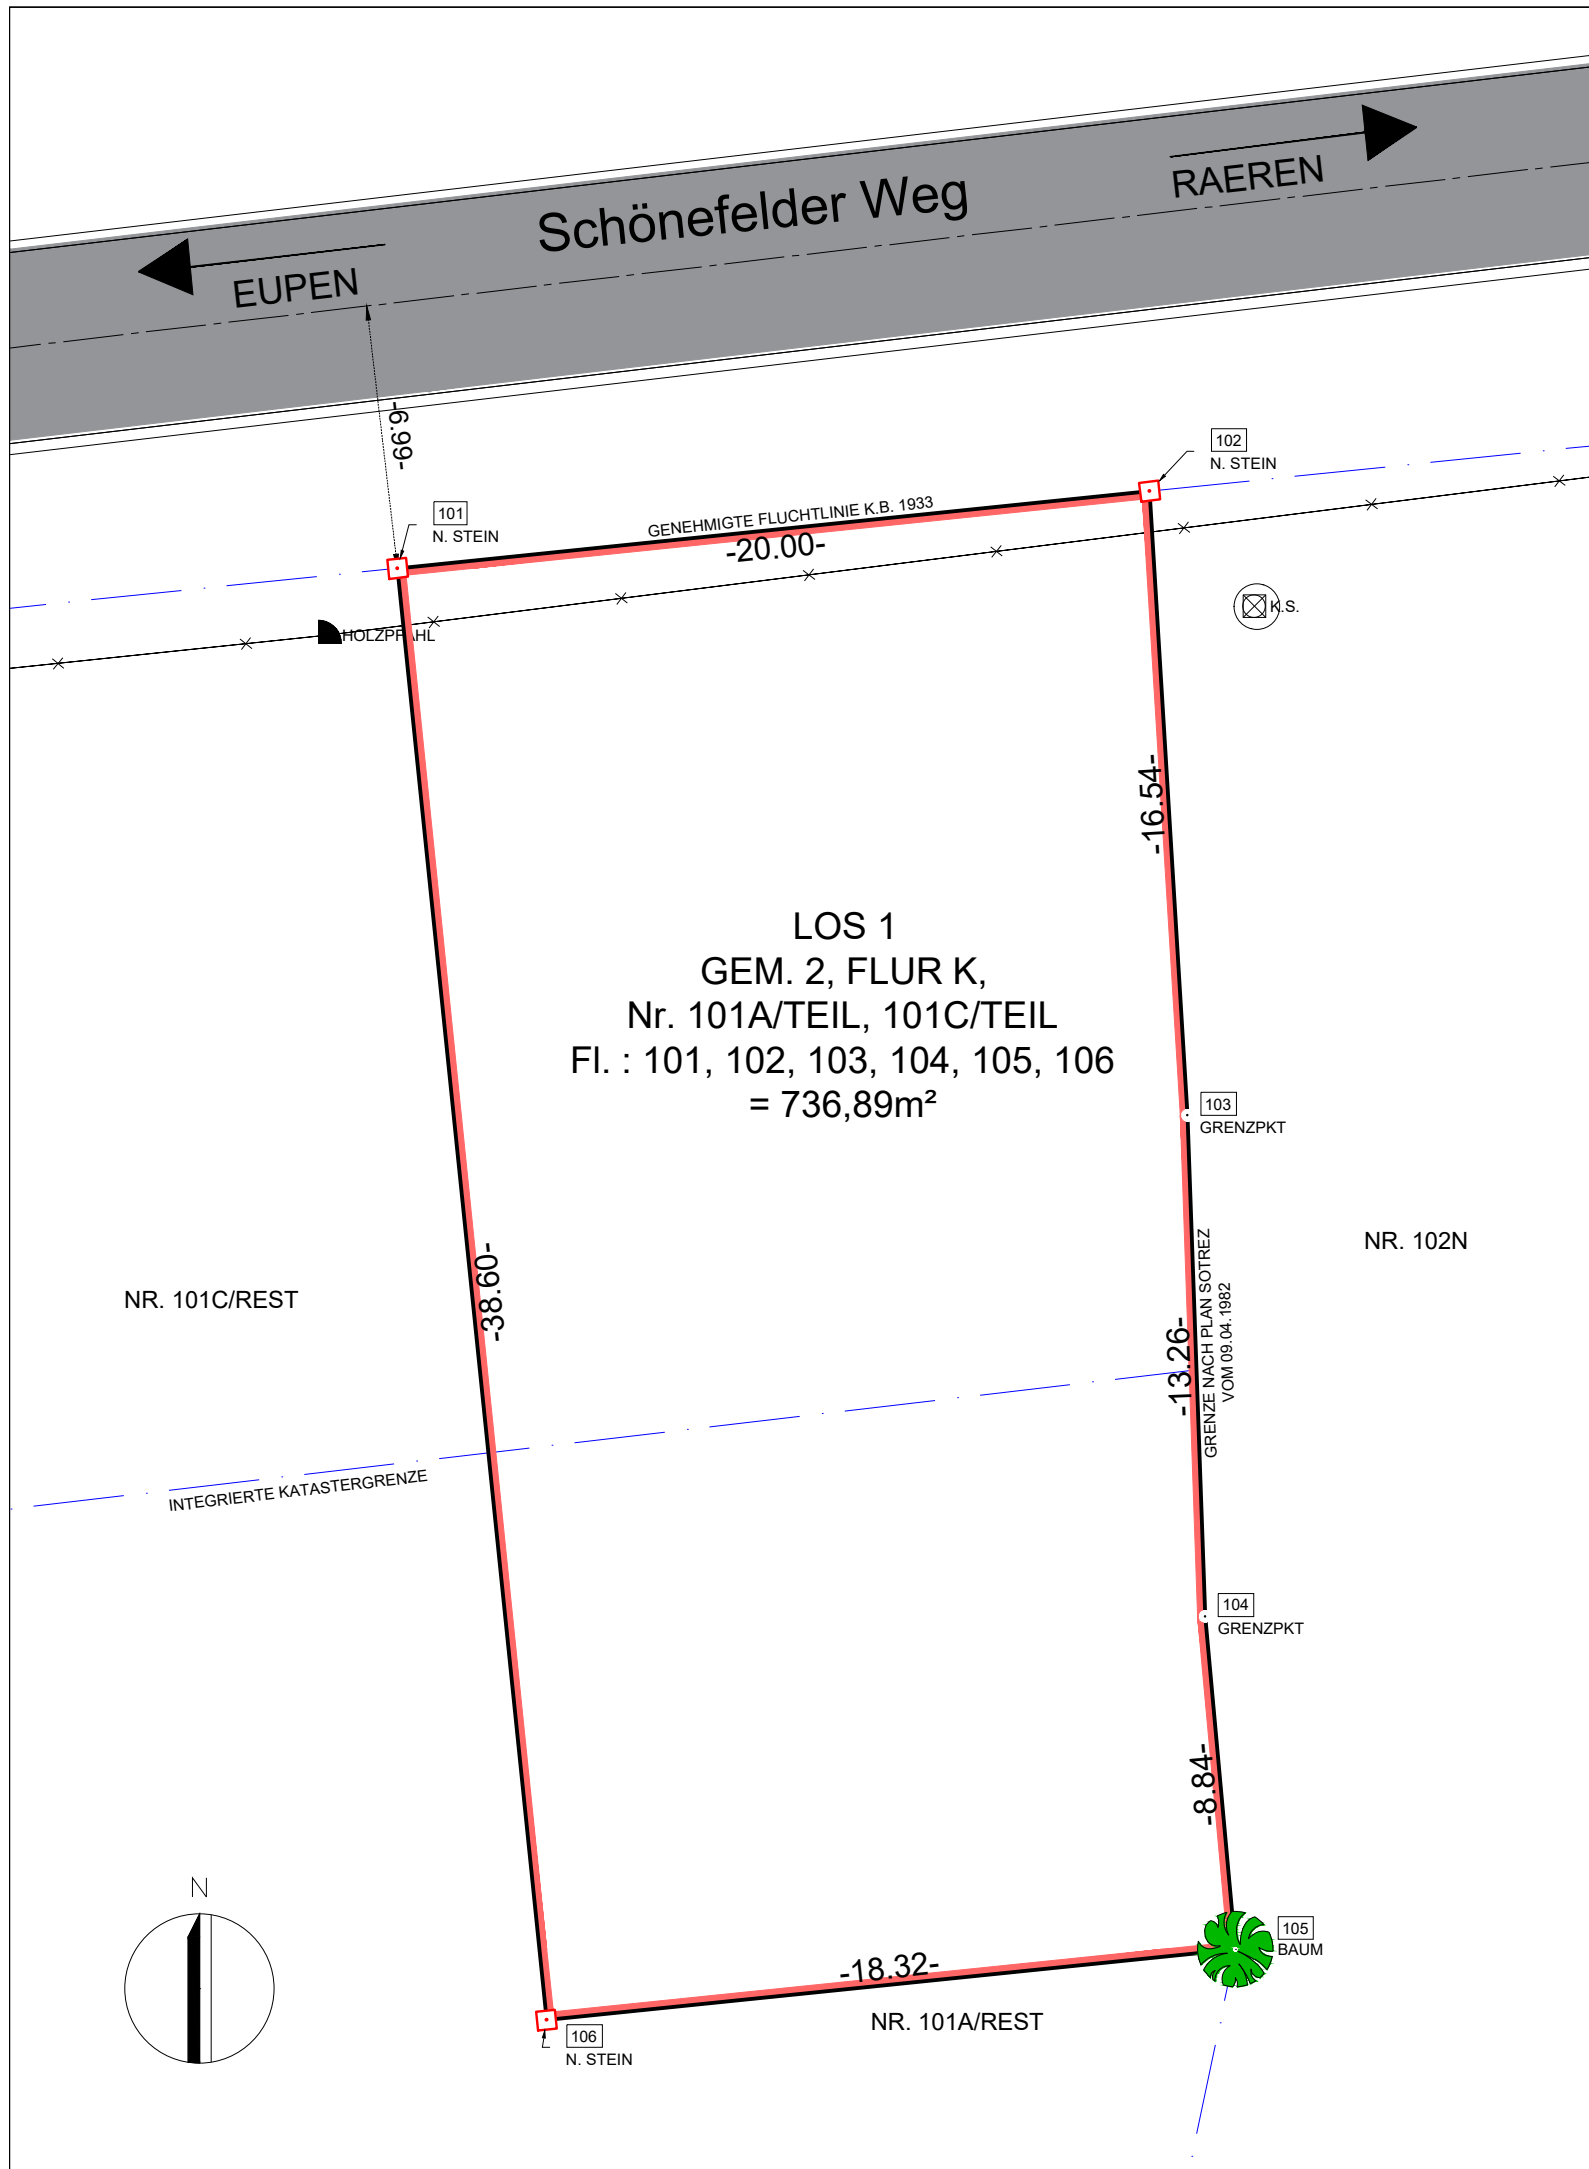 RAEREN
Schönefelder Weg
EUPEN
-6.99-
102
N. STEIN
101
N. STEIN
GENEHMIGTE FLUCHTLINIE K.B. 1933
-20.00-
K.S.
HOLZPFAHL
-16.54-
LOS 1
GEM. 2, FLUR K,
Nr. 101A/TEIL, 101C/TEIL
Fl. : 101, 102, 103, 104, 105, 106
= 736,89m²
103
GRENZPKT
NR. 102N
GRENZE NACH PLAN SOTREZ
VOM 09.04.1982
-13.26-
-38.60-
NR. 101C/REST
INTEGRIERTE KATASTERGRENZE
104
GRENZPKT
-8.84-
N
105
BAUM
-18.32-
NR. 101A/REST
106
N. STEIN